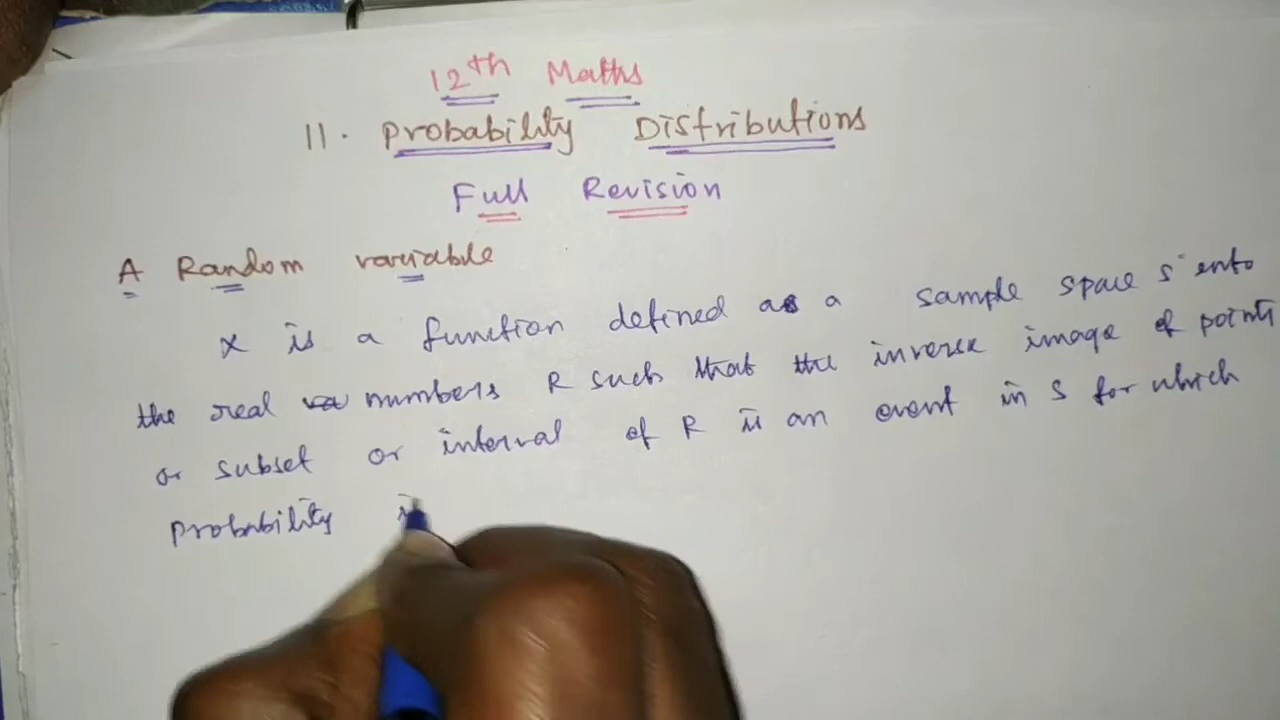 12th Maths
11. Probability Distributions
Full Revision
A Random variable
X is a function defined as a sample space S ento
the real numbers R such that the inverse image of points
or subset or interval of R is an event in S for which
probability i